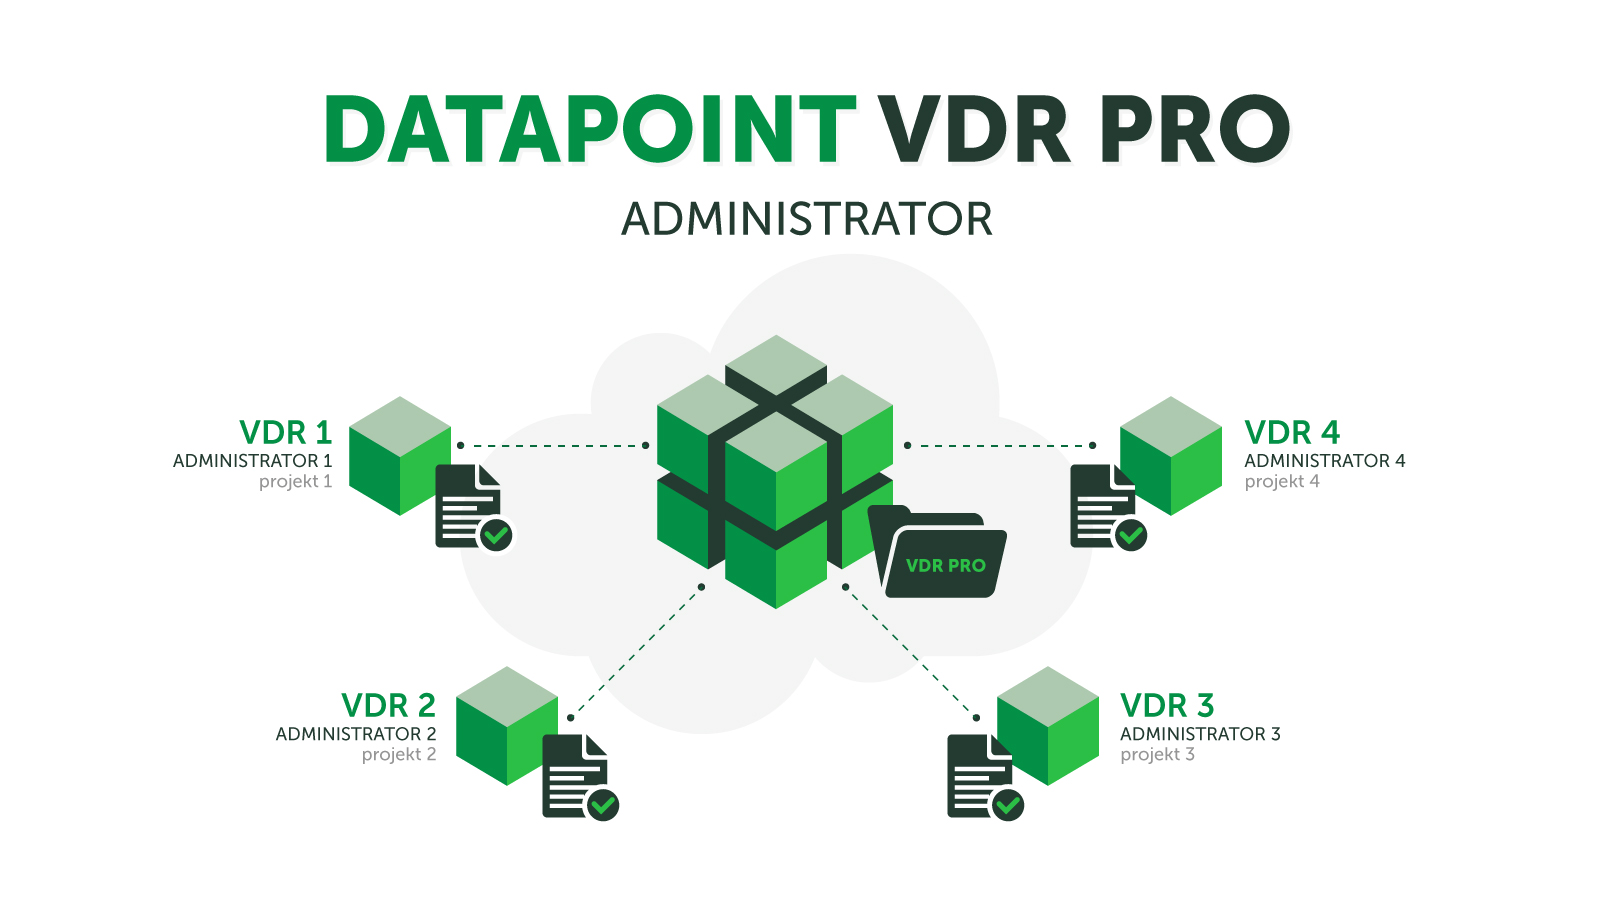 DATAPOINT VDR PRO
ADMINISTRATOR
VDR 1
ADMINISTRATOR 1
projekt 1
VDR 4
ADMINISTRATOR 4
projekt 4
VDR PRO
VDR 2
ADMINISTRATOR 2
projekt 2
VDR 3
ADMINISTRATOR 3
projekt 3